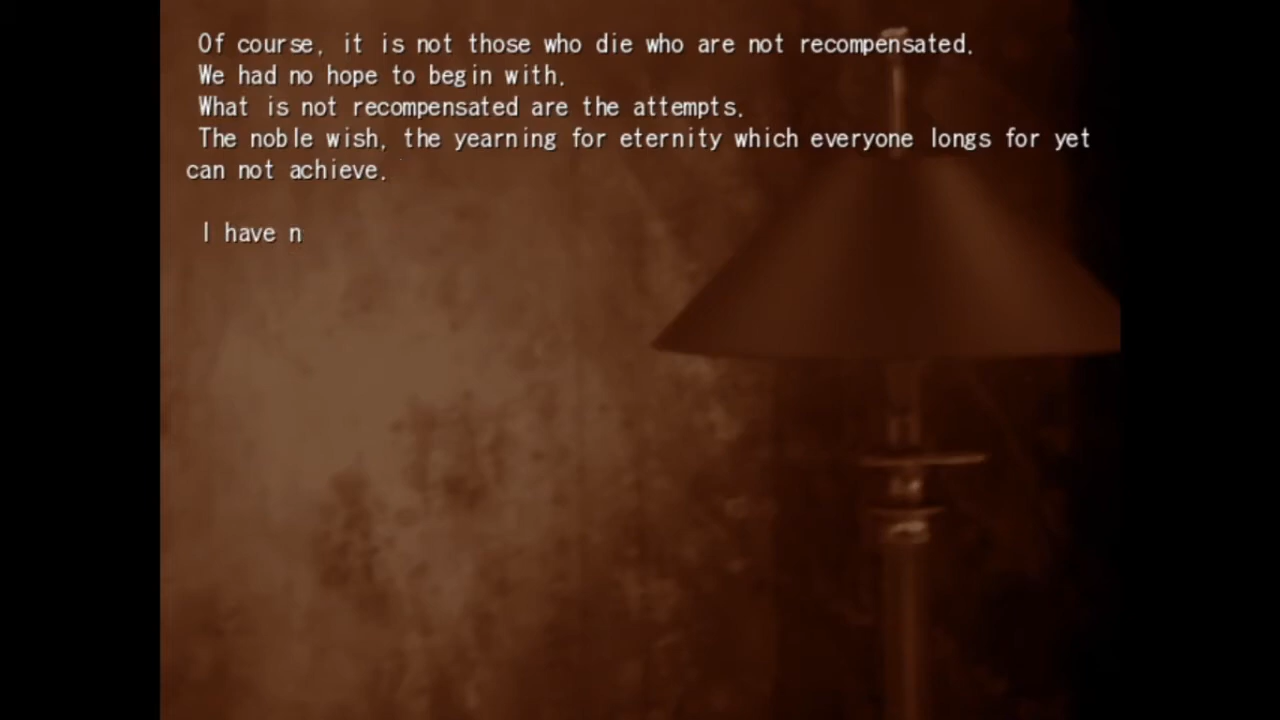 Of course, it is not those who die who are not recompensated.
We had no hope to begin with.
What is not recompensated are the attempts.
The noble wish, the yearning for eternity which everyone longs for yet
can not achieve.
I have n